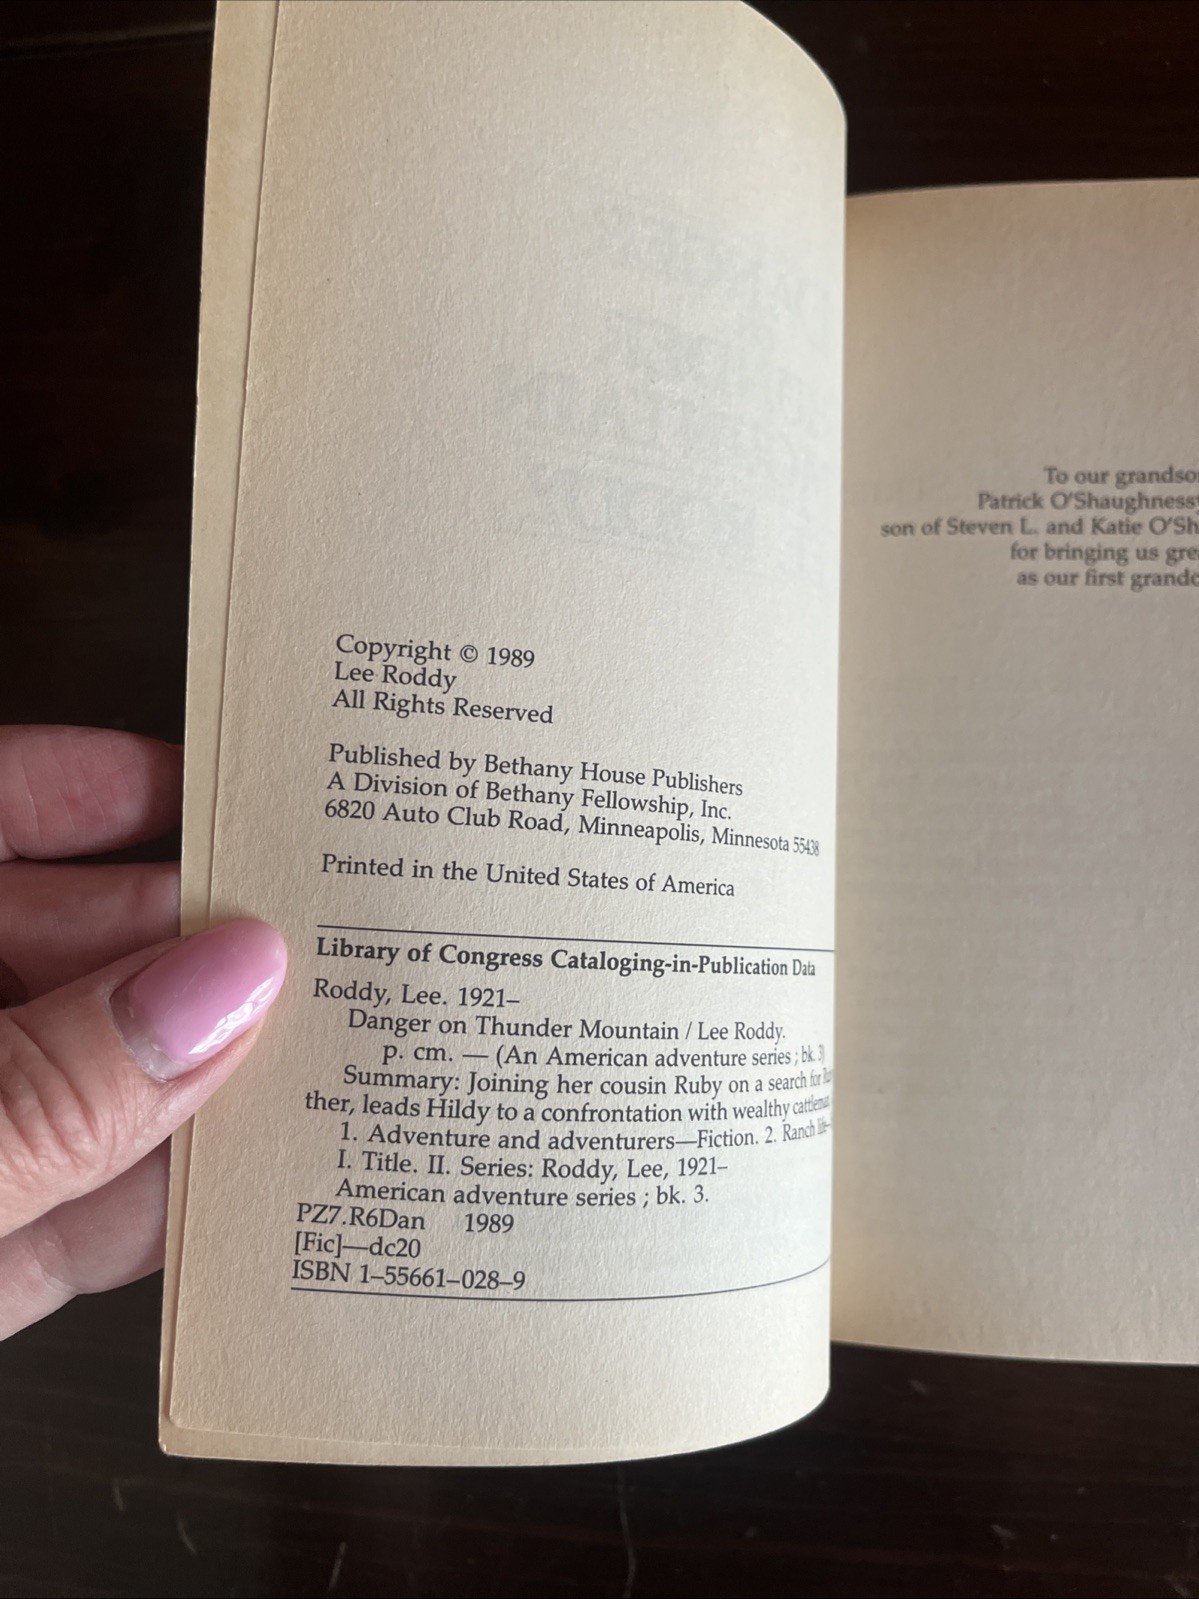 Copyright © 1989
Lee Roddy
All Rights Reserved
Published by Bethany House Publishers
A Division of Bethany Fellowship, Inc.
6820 Auto Club Road, Minneapolis, Minnesota 55438
Printed in the United States of America
Library of Congress Cataloging-in-Publication Data
Roddy, Lee. 1921–
Danger on Thunder Mountain / Lee Roddy.
p. cm. — (An American adventure series ; bk. 3)
Summary: Joining her cousin Ruby on a search for
ther, leads Hildy to a confrontation with wealthy cattleman
1. Adventure and adventurers—Fiction. 2. Ranch life—
I. Title. II. Series: Roddy, Lee, 1921–
American adventure series ; bk. 3.
PZ7.R6Dan 1989
[Fic]—dc20
ISBN 1–55661–028–9
To our grandso
Patrick O'Shaughnessy
son of Steven L. and Katie O'Sh
for bringing us gre
as our first grandc